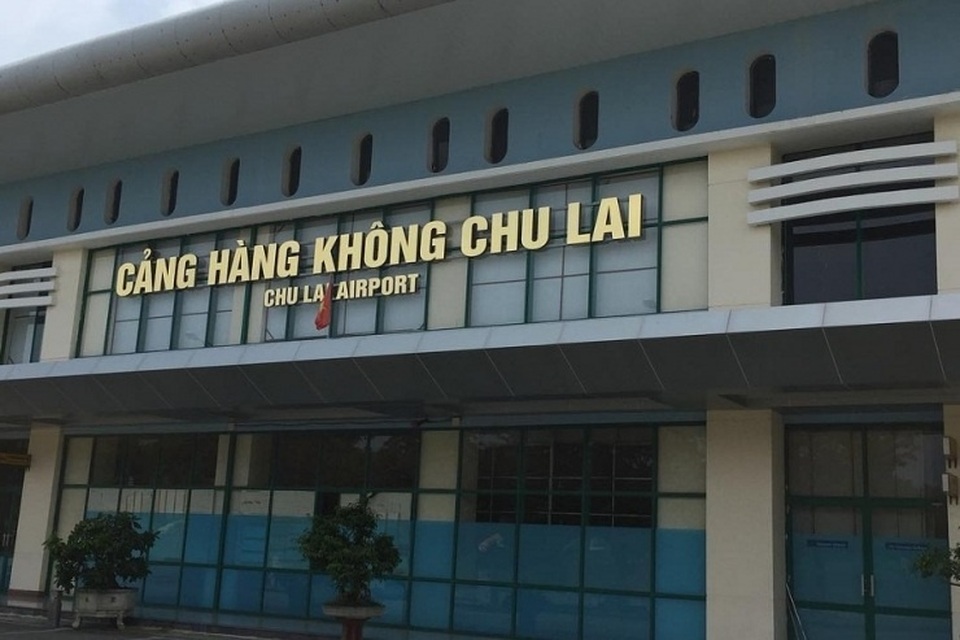 CẢNG HÀNG KHÔNG CHU LAI
CHU LAI AIRPORT